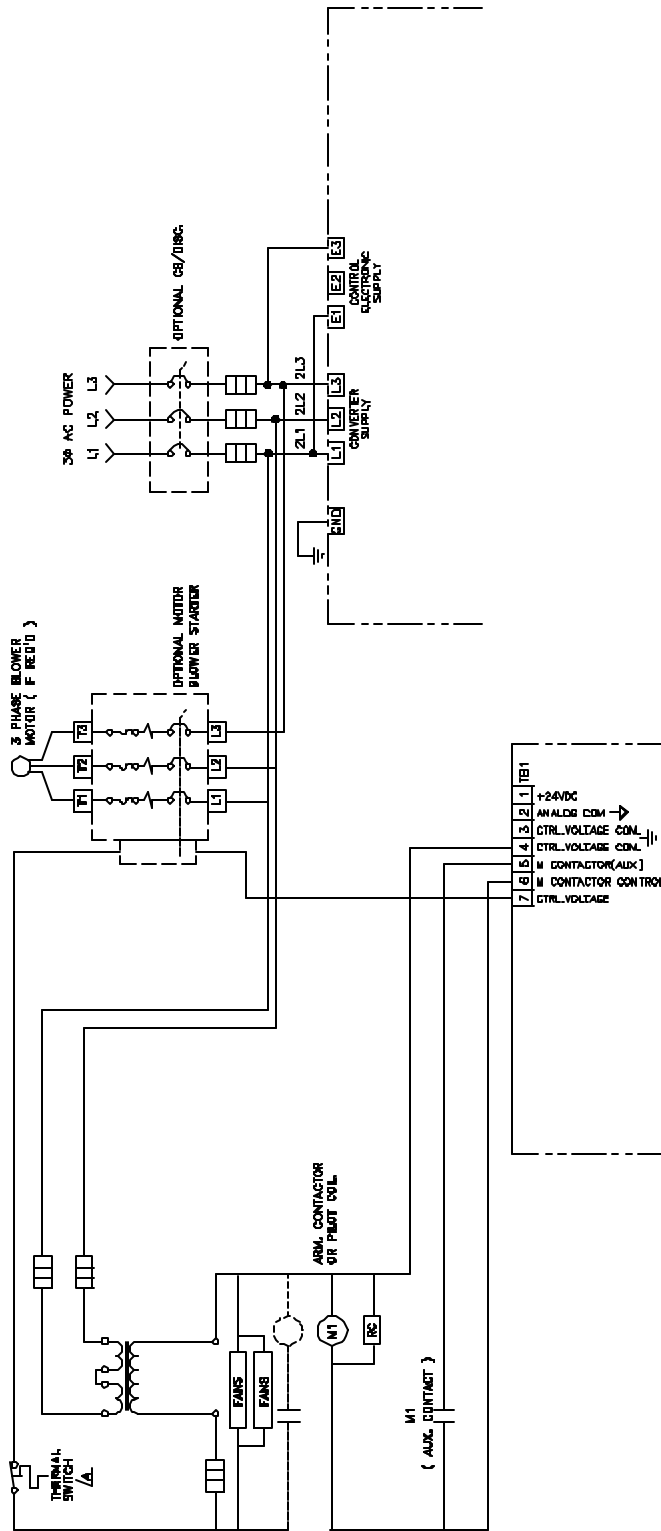 3Φ AC POWER
L1
L2
L3
OPTIONAL CB/DISC.
2L1
2L2
2L3
GND
L1
L2
L3
CONVERTER
SUPPLY
E1
E2
E3
CONTROL
ELECTRONIC
SUPPLY
3 PHASE BLOWER
MOTOR ( IF REQ'D )
T1
T2
T3
L1
L2
L3
OPTIONAL MOTOR
BLOWER STARTER
TB1
1 +24VDC
2 ANALOG COM
3 CTRL.VOLTAGE COM.
4 CTRL.VOLTAGE COM.
5 M CONTACTOR(AUX)
6 M CONTACTOR CONTROL
7 CTRL.VOLTAGE
THERMAL
SWITCH
ARM. CONTACTOR
OR PILOT COIL
FANS
FANS
M1
RC
M1
( AUX. CONTACT )